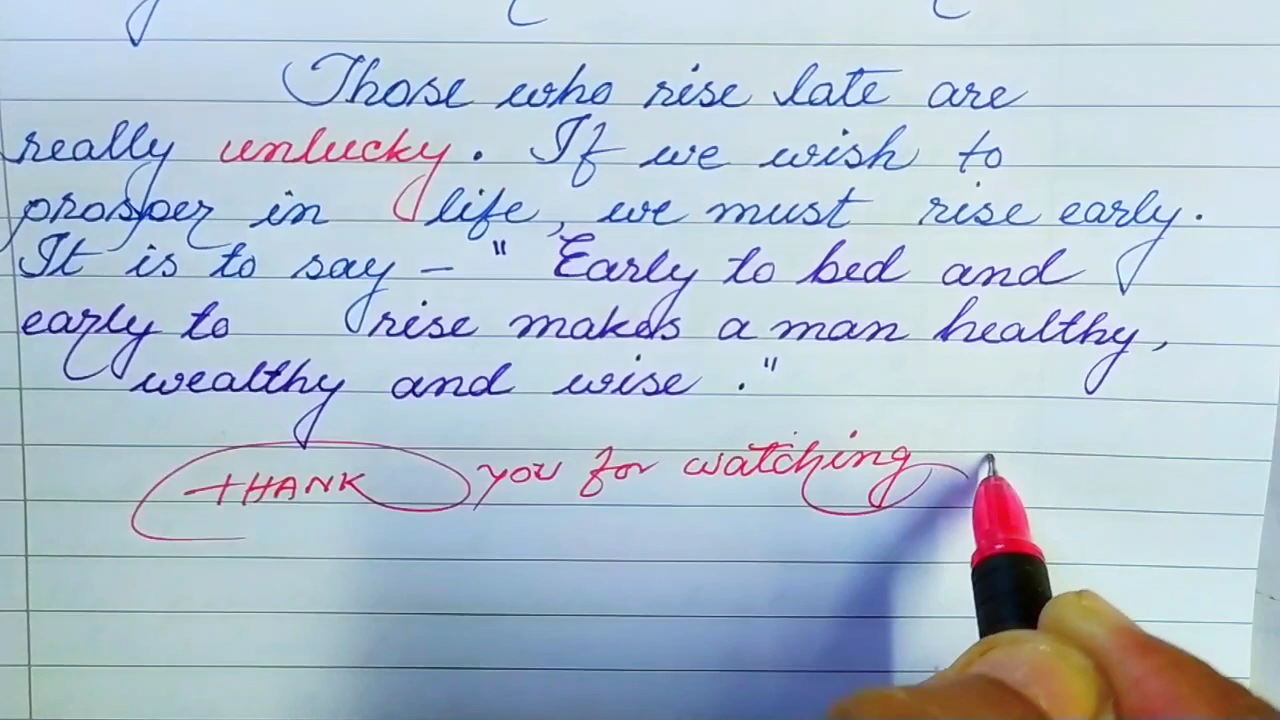 Those who rise late are
really unlucky. If we wish to
prosper in life, we must rise early.
It is to say - " Early to bed and
early to rise makes a man healthy,
wealthy and wise."
THANK you for watching